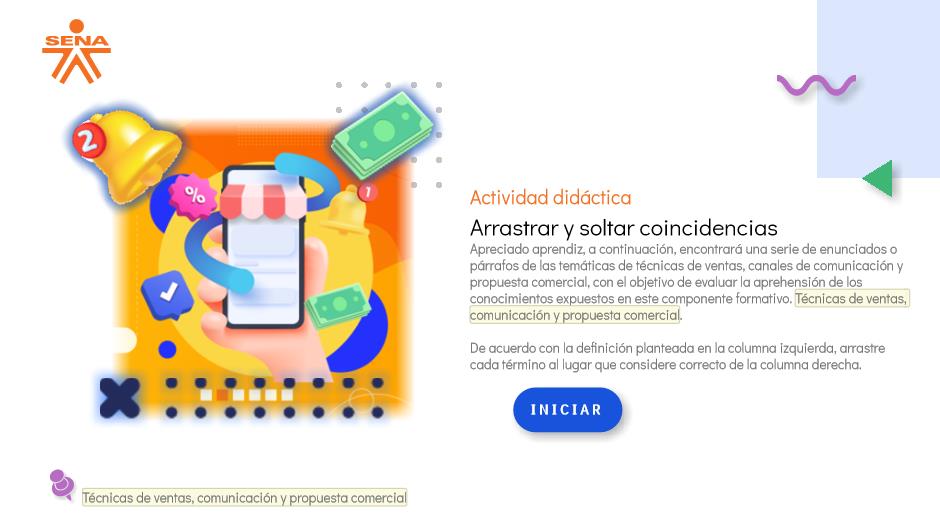 SENA
2
%
1
Actividad didáctica
Arrastrar y soltar coincidencias
Apreciado aprendiz, a continuación, encontrará una serie de enunciados o
párrafos de las temáticas de técnicas de ventas, canales de comunicación y
propuesta comercial, con el objetivo de evaluar la aprehensión de los
conocimientos expuestos en este componente formativo. Técnicas de ventas,
comunicación y propuesta comercial.
De acuerdo con la definición planteada en la columna izquierda, arrastre
cada término al lugar que considere correcto de la columna derecha.
INICIAR
Técnicas de ventas, comunicación y propuesta comercial